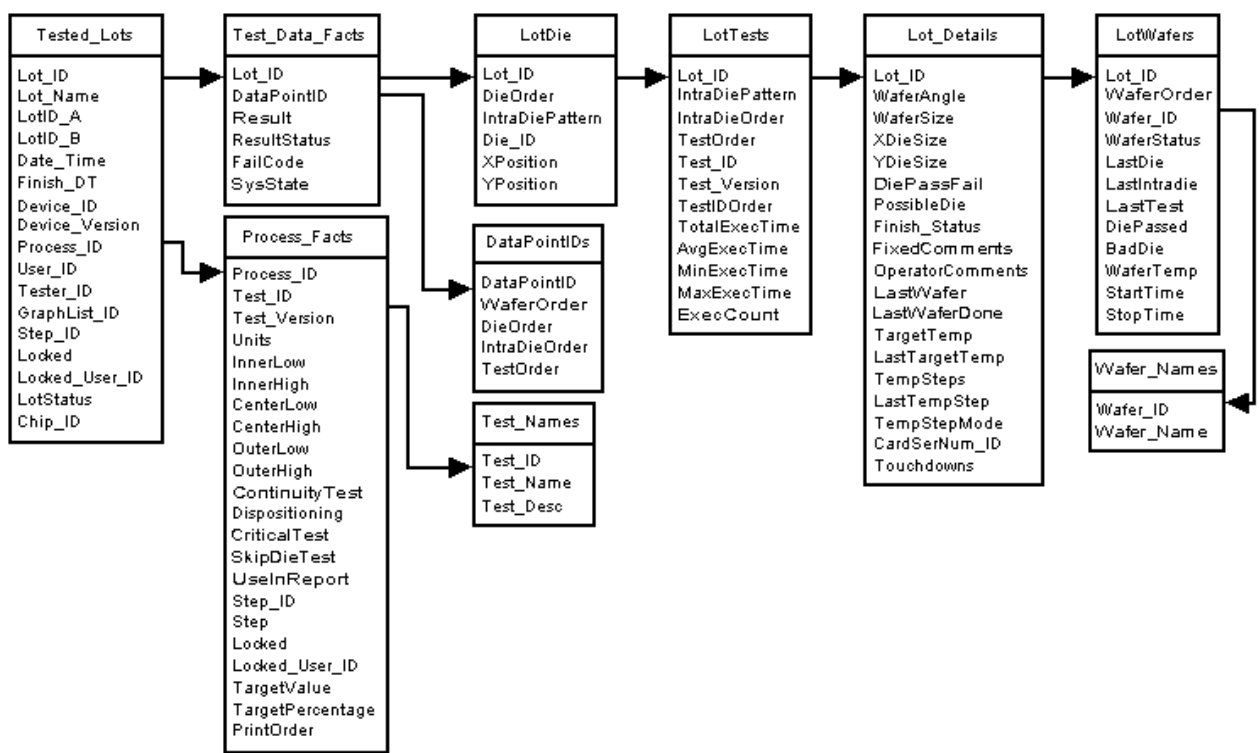 Tested_Lots
Lot_ID
Lot_Name
LotID_A
LotID_B
Date_Time
Finish_DT
Device_ID
Device_Version
Process_ID
User_ID
Tester_ID
GraphList_ID
Step_ID
Locked
Locked_User_ID
LotStatus
Chip_ID
Test_Data_Facts
Lot_ID
DataPointID
Result
ResultStatus
FailCode
SysState
Process_Facts
Process_ID
Test_ID
Test_Version
Units
InnerLow
InnerHigh
CenterLow
CenterHigh
OuterLow
OuterHigh
ContinuityTest
Dispositioning
CriticalTest
SkipDieTest
UseInReport
Step_ID
Step
Locked
Locked_User_ID
TargetValue
TargetPercentage
PrintOrder
LotDie
Lot_ID
DieOrder
IntraDiePattern
Die_ID
XPosition
YPosition
DataPointIDs
DataPointID
WaferOrder
DieOrder
IntraDieOrder
TestOrder
Test_Names
Test_ID
Test_Name
Test_Desc
LotTests
Lot_ID
IntraDiePattern
IntraDieOrder
TestOrder
Test_ID
Test_Version
TestIDOrder
TotalExecTime
AvgExecTime
MinExecTime
MaxExecTime
ExecCount
Lot_Details
Lot_ID
WaferAngle
WaferSize
XDieSize
YDieSize
DiePassFail
PossibleDie
Finish_Status
FixedComments
OperatorComments
LastWafer
LastWaferDone
TargetTemp
LastTargetTemp
TempSteps
LastTempStep
TempStepMode
CardSerNum_ID
Touchdowns
LotWafers
Lot_ID
WaferOrder
Wafer_ID
WaferStatus
LastDie
LastIntradie
LastTest
DiePassed
BadDie
WaferTemp
StartTime
StopTime
Wafer_Names
Wafer_ID
Wafer_Name